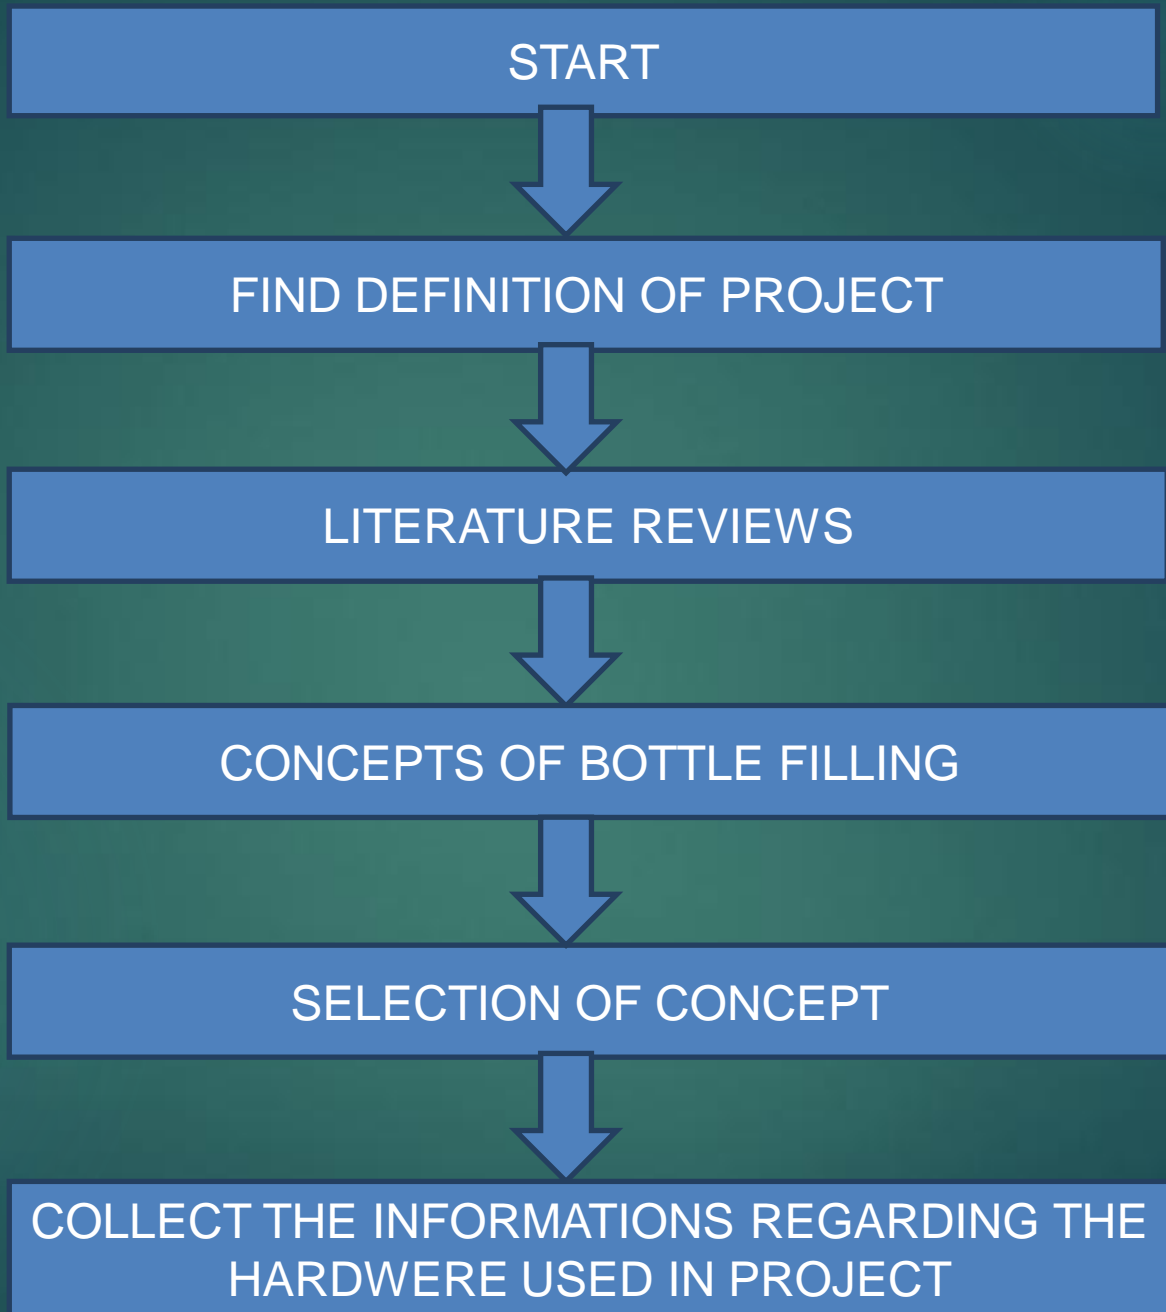 START
FIND DEFINITION OF PROJECT
LITERATURE REVIEWS
CONCEPTS OF BOTTLE FILLING
SELECTION OF CONCEPT
COLLECT THE INFORMATIONS REGARDING THE
HARDWERE USED IN PROJECT